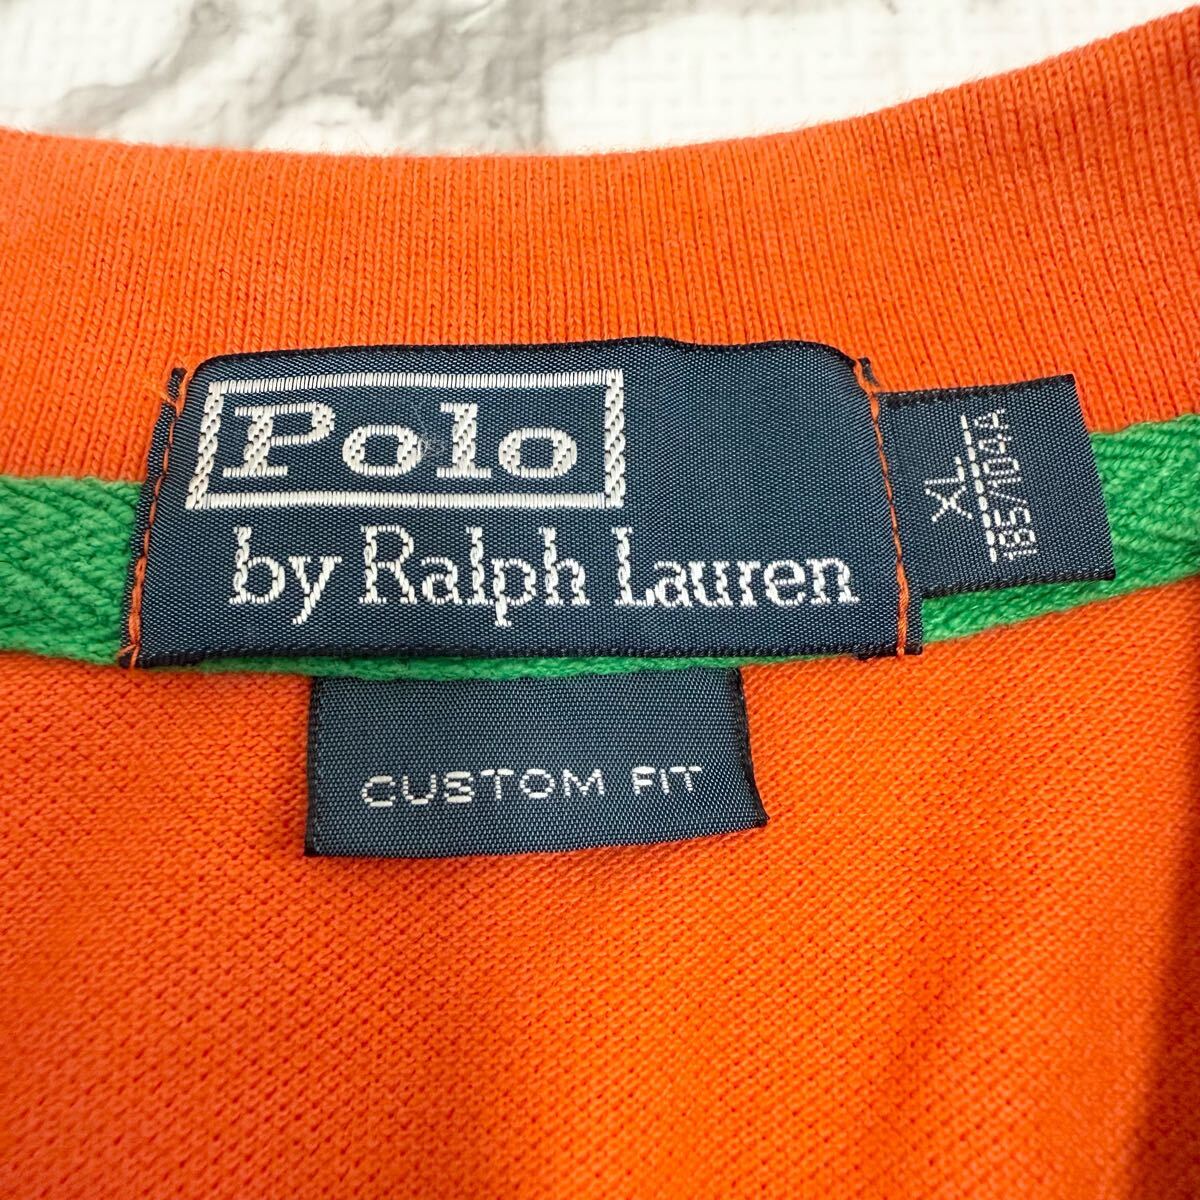 Polo
by Ralph Lauren
XL
185/104A
CUSTOM FIT